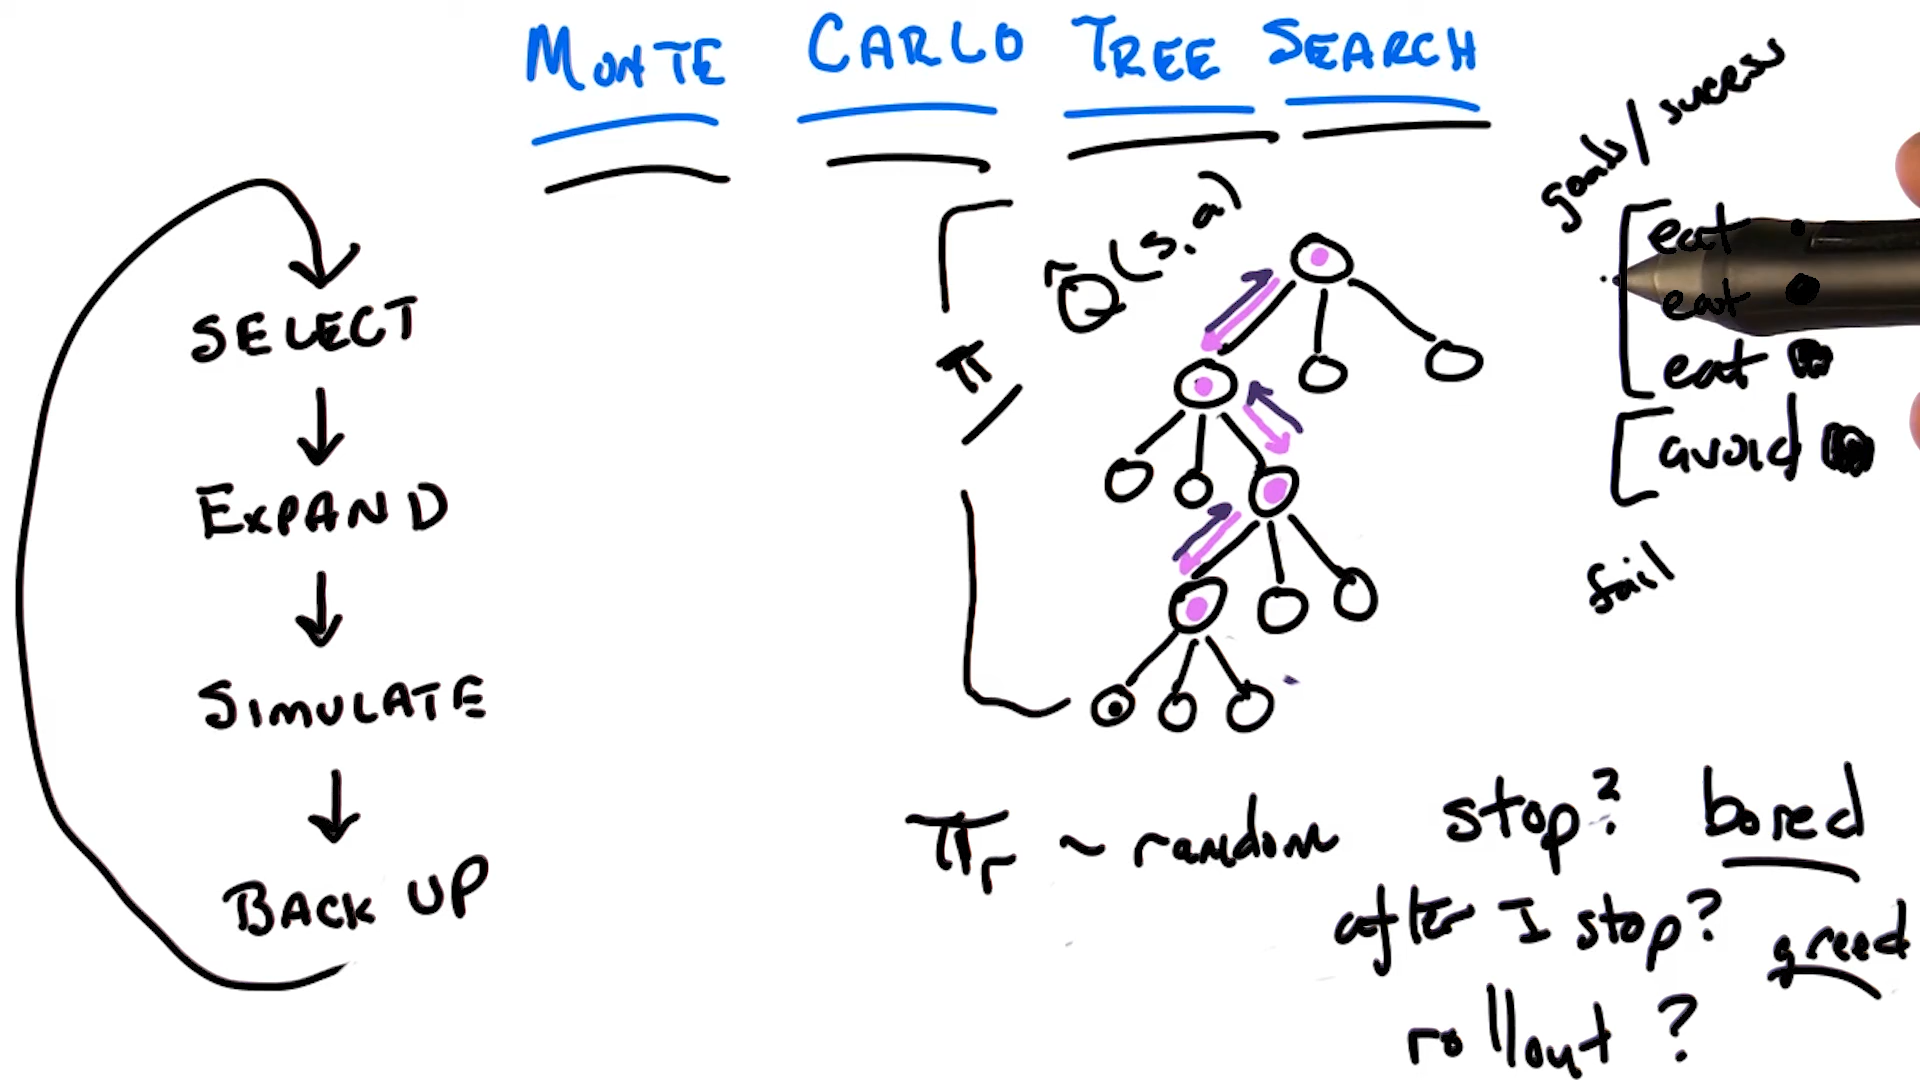 MONTE CARLO TREE SEARCH
SELECT
EXPAND
SIMULATE
BACK UP
π
Q̂(s,a)
goals/success
eat
eat
eat
avoid
fail
πr ~ random
stop? bored
after I stop? greed
rollout?